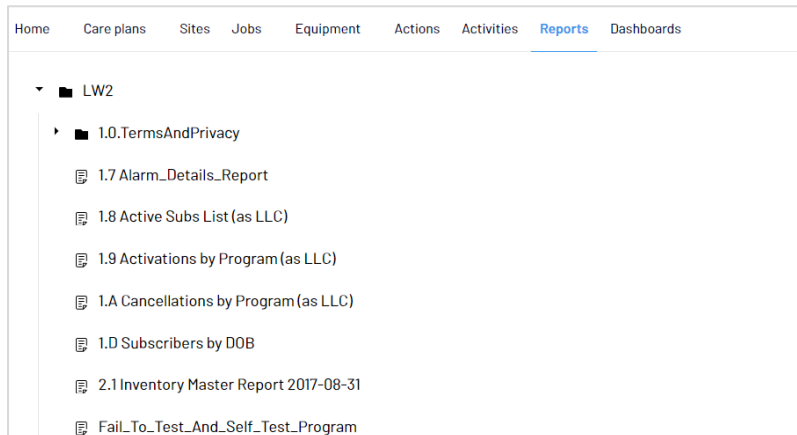 Home Care plans Sites Jobs Equipment Actions Activities Reports Dashboards
LW2
1.0.TermsAndPrivacy
1.7 Alarm_Details_Report
1.8 Active Subs List (as LLC)
1.9 Activations by Program (as LLC)
1.A Cancellations by Program (as LLC)
1.D Subscribers by DOB
2.1 Inventory Master Report 2017-08-31
Fail_To_Test_And_Self_Test_Program